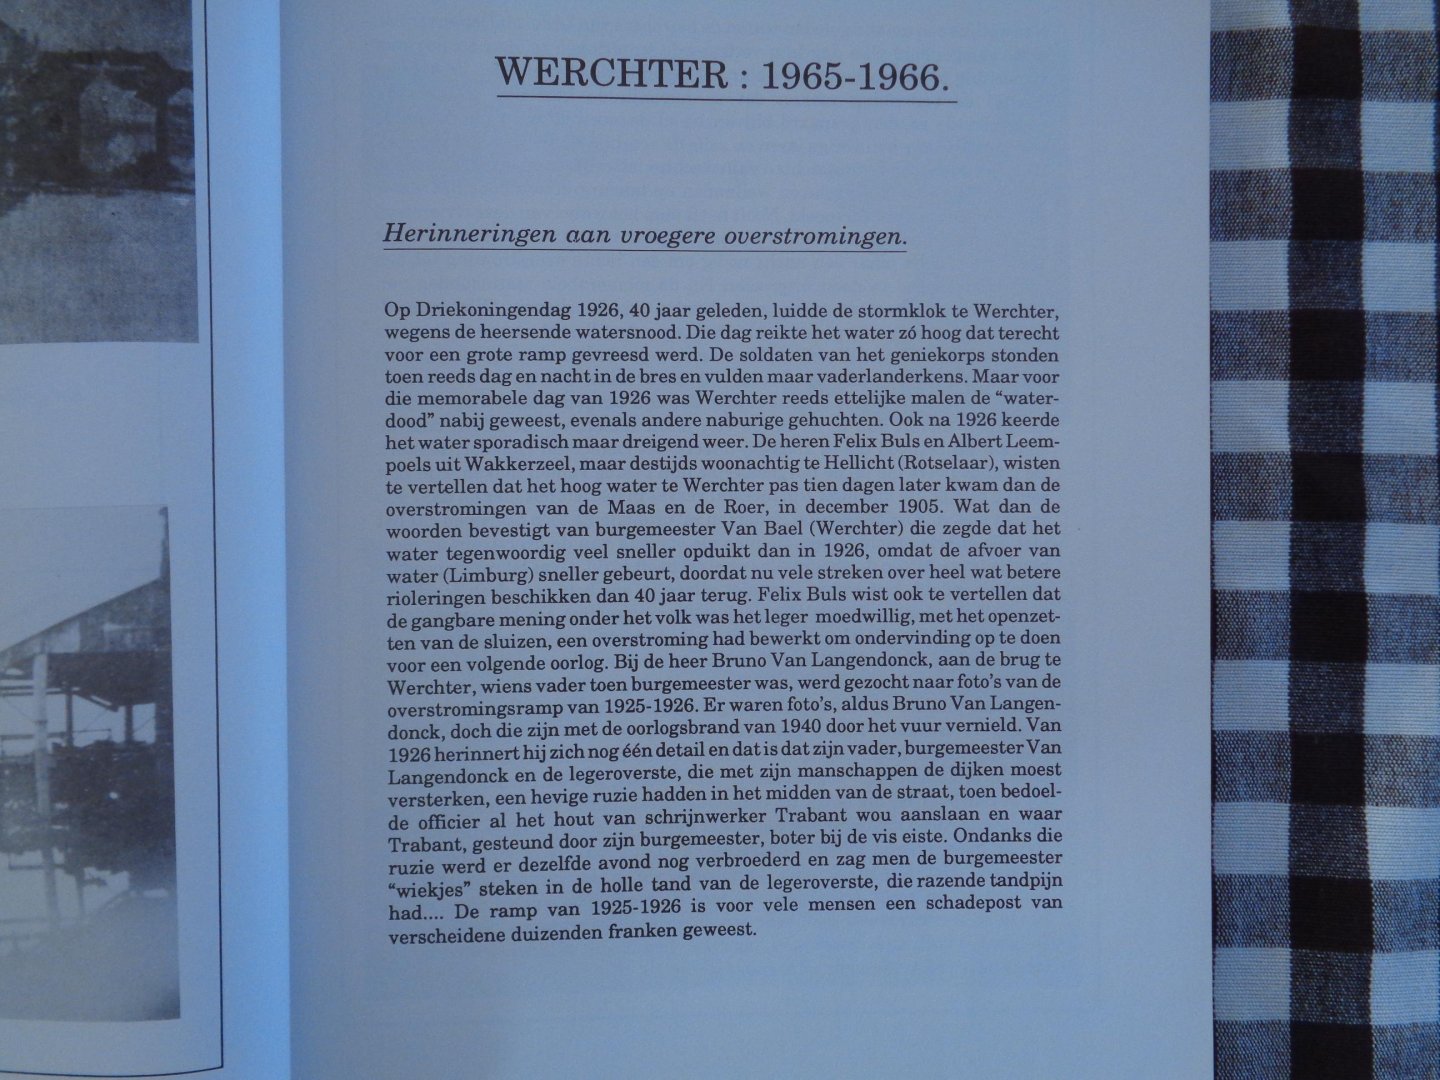 WERCHTER : 1965-1966.
Herinneringen aan vroegere overstromingen.
Op Driekoningendag 1926, 40 jaar geleden, luidde de stormklok te Werchter,
wegens de heersende watersnood. Die dag reikte het water zó hoog dat terecht
voor een grote ramp gevreesd werd. De soldaten van het geniekorps stonden
toen reeds dag en nacht in de bres en vulden maar vaderlanderkens. Maar voor
die memorabele dag van 1926 was Werchter reeds ettelijke malen de “water-
dood” nabij geweest, evenals andere naburige gehuchten. Ook na 1926 keerde
het water sporadisch maar dreigend weer. De heren Felix Buls en Albert Leem-
poels uit Wakkerzeel, maar destijds woonachtig te Hellicht (Rotselaar), wisten
te vertellen dat het hoog water te Werchter pas tien dagen later kwam dan de
overstromingen van de Maas en de Roer, in december 1905. Wat dan de
woorden bevestigt van burgemeester Van Bael (Werchter) die zegde dat het
water tegenwoordig veel sneller opduikt dan in 1926, omdat de afvoer van
water (Limburg) sneller gebeurt, doordat nu vele streken over heel wat betere
rioleringen beschikken dan 40 jaar terug. Felix Buls wist ook te vertellen dat
de gangbare mening onder het volk was het leger moedwillig, met het openzet-
ten van de sluizen, een overstroming had bewerkt om ondervinding op te doen
voor een volgende oorlog. Bij de heer Bruno Van Langendonck, aan de brug te
Werchter, wiens vader toen burgemeester was, werd gezocht naar foto’s van de
overstromingsramp van 1925-1926. Er waren foto’s, aldus Bruno Van Langen-
donck, doch die zijn met de oorlogsbrand van 1940 door het vuur vernield. Van
1926 herinnert hij zich nog één detail en dat is dat zijn vader, burgemeester Van
Langendonck en de legeroverste, die met zijn manschappen de dijken moest
versterken, een hevige ruzie hadden in het midden van de straat, toen bedoel-
de officier al het hout van schrijnwerker Trabant wou aanslaan en waar
Trabant, gesteund door zijn burgemeester, boter bij de vis eiste. Ondanks die
ruzie werd er dezelfde avond nog verbroederd en zag men de burgemeester
“wiekjes” steken in de holle tand van de legeroverste, die razende tandpijn
had.... De ramp van 1925-1926 is voor vele mensen een schadepost van
verscheidene duizenden franken geweest.